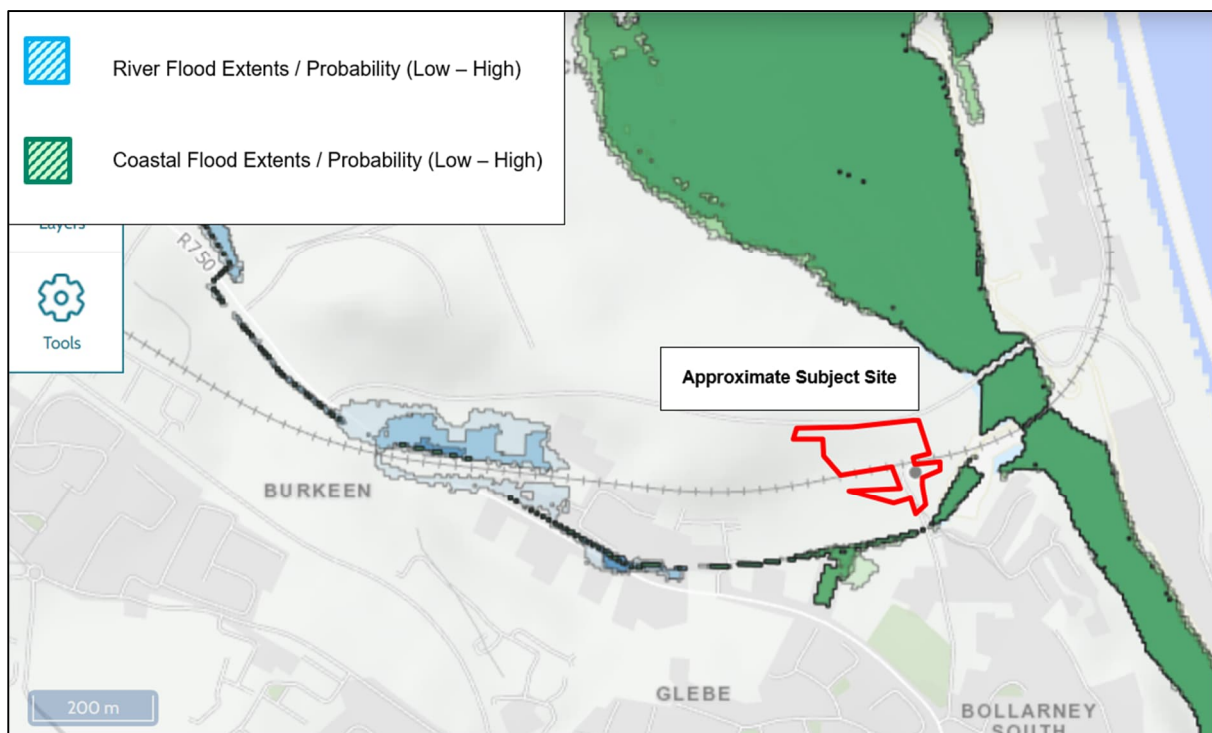 River Flood Extents / Probability (Low – High)
Coastal Flood Extents / Probability (Low – High)
Layers
R750
Tools
Approximate Subject Site
BURKEEN
GLEBE
BOLLARNEY
SOUTH
200 m